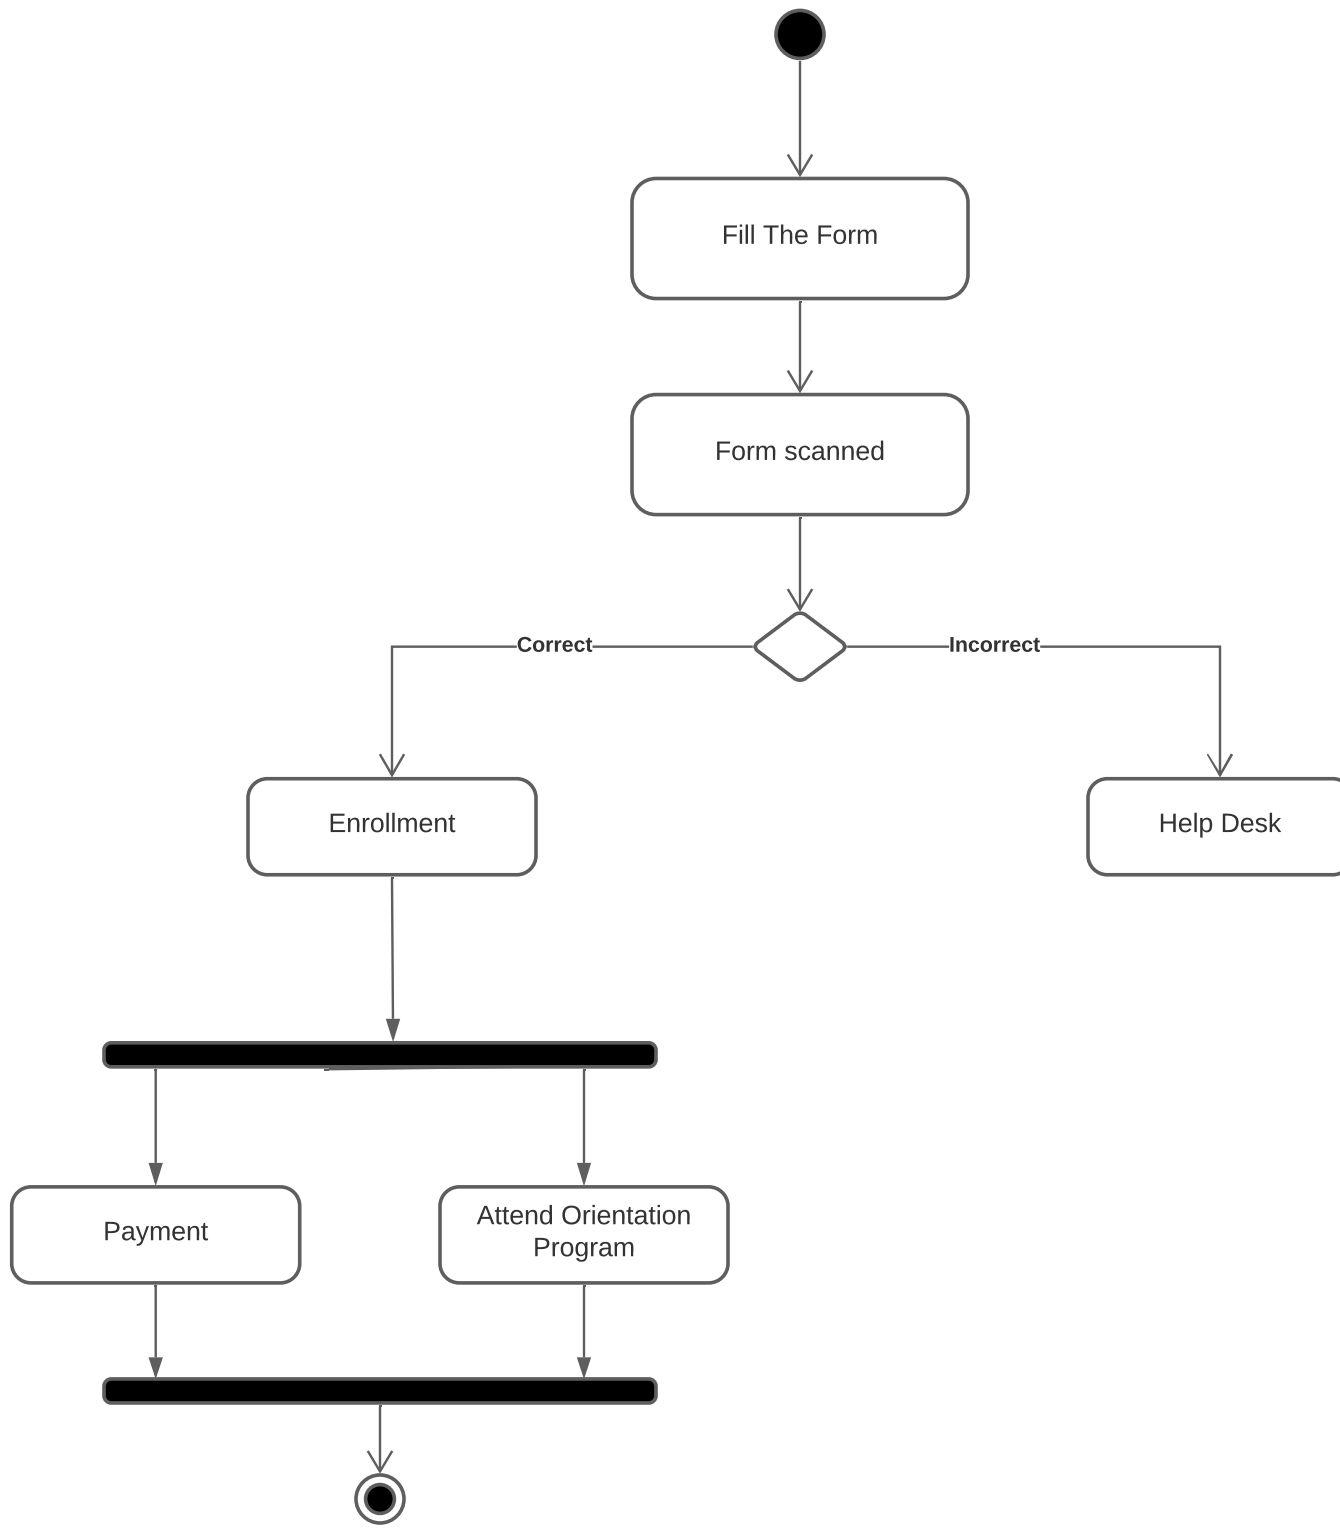 Fill The Form
Form scanned
Correct
Incorrect
Enrollment
Help Desk
Payment
Attend Orientation
Program